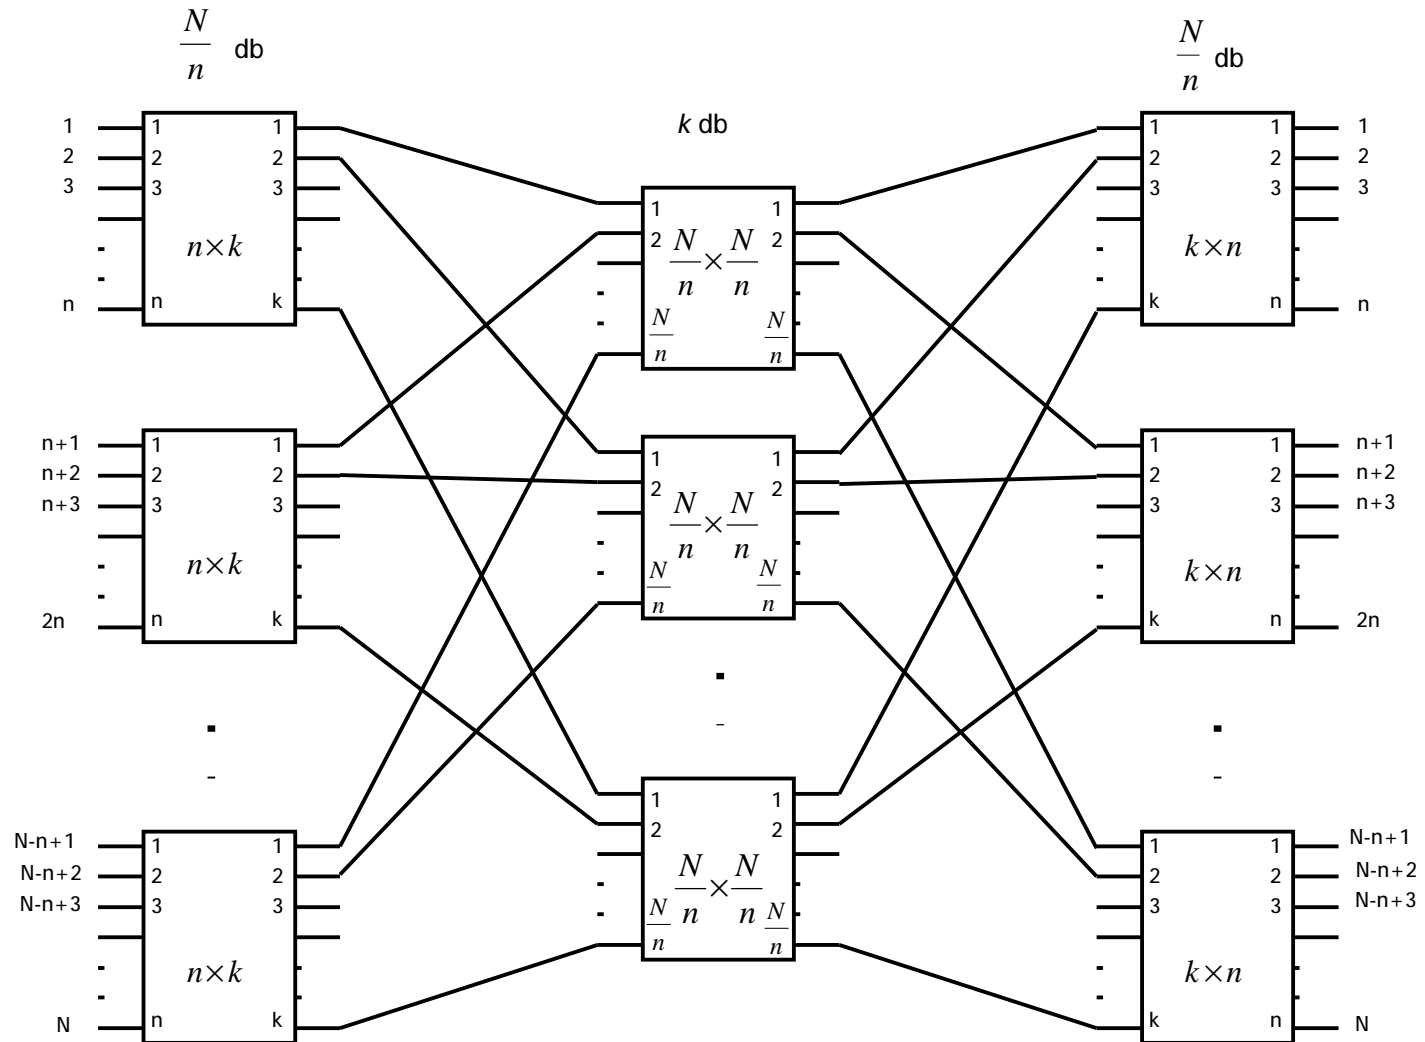 N/n db
N/n db
k db
1 1 1
2 2 2
3 3 3
n×k
n n k
n+1 1 1
n+2 2 2
n+3 3 3
n×k
2n n k
N-n+1 1 1
N-n+2 2 2
N-n+3 3 3
n×k
N n k
1 1
2 N/n×N/n 2
N/n N/n
1 1
2 2
N/n×N/n
N/n N/n
1 1
2 2
N/n×N/n
N/n N/n
1 1 1
2 2 2
3 3 3
k×n
k n n
1 1 n+1
2 2 n+2
3 3 n+3
k×n
k n 2n
1 1 N-n+1
2 2 N-n+2
3 3 N-n+3
k×n
k n N